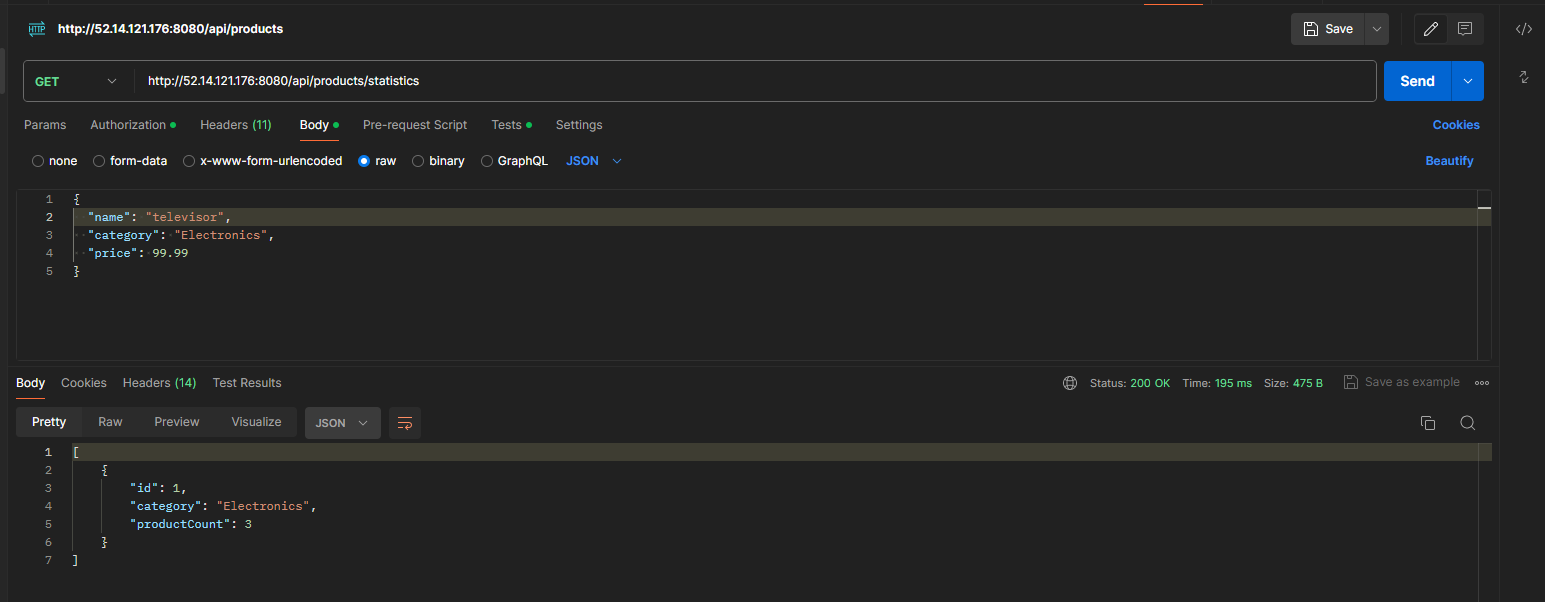 HTTP http://52.14.121.176:8080/api/products Save
GET http://52.14.121.176:8080/api/products/statistics Send
Params Authorization Headers (11) Body Pre-request Script Tests Settings Cookies
none form-data x-www-form-urlencoded raw binary GraphQL JSON Beautify
1 {
2 "name": "televisor",
3 "category": "Electronics",
4 "price": 99.99
5 }
Body Cookies Headers (14) Test Results Status: 200 OK Time: 195 ms Size: 475 B Save as example
Pretty Raw Preview Visualize JSON
1 [
2 {
3 "id": 1,
4 "category": "Electronics",
5 "productCount": 3
6 }
7 ]